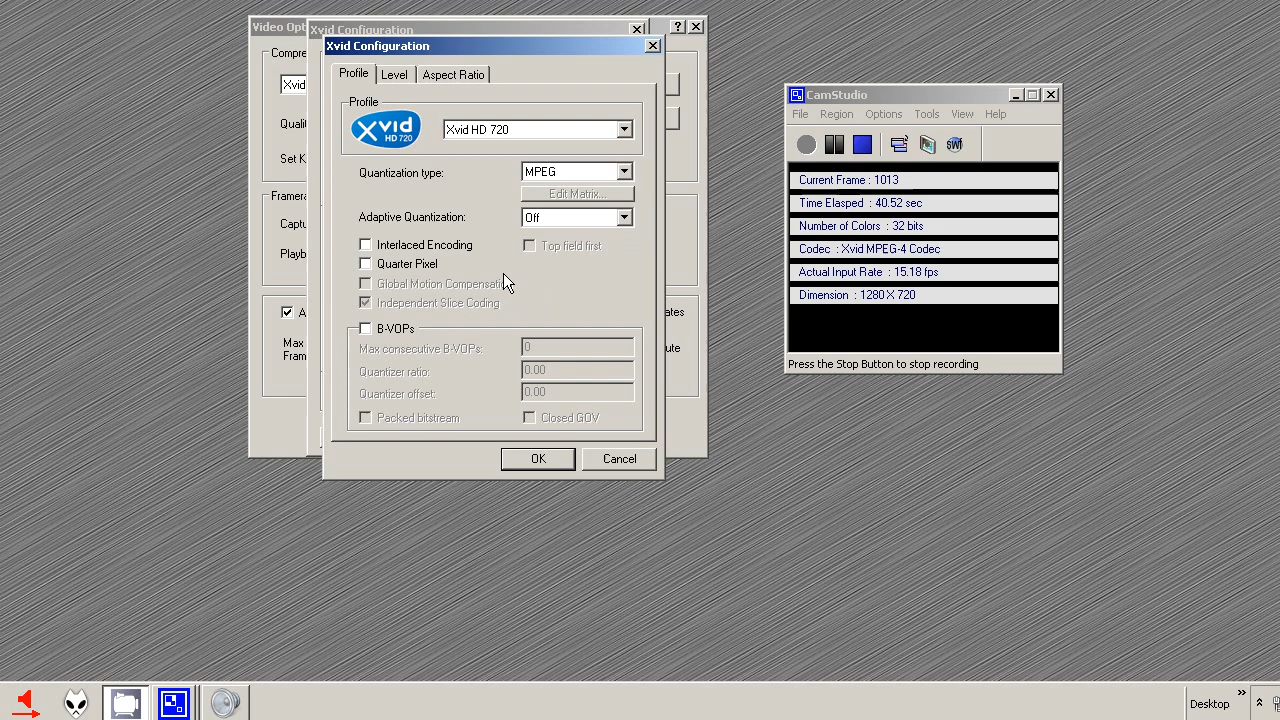 Video Opt
Xvid Configuration
Xvid Configuration
Profile
Level
Aspect Ratio
Profile
Xvid
HD 720
Xvid HD 720
Quantization type:
MPEG
Edit Matrix...
Adaptive Quantization:
Off
Interlaced Encoding
Top field first
Quarter Pixel
Global Motion Compensati
Independent Slice Coding
B-VOPs
Max consecutive B-VOPs:
0
Quantizer ratio:
0.00
Quantizer offset:
0.00
Packed bitstream
Closed GOV
OK
Cancel
Compre
Xvid
Quali
Set K
Framera
Captu
Playb
A
ates
Max
Fram
ute
CamStudio
File Region Options Tools View Help
SWF
Current Frame : 1013
Time Elasped : 40.52 sec
Number of Colors : 32 bits
Codec : Xvid MPEG-4 Codec
Actual Input Rate : 15.18 fps
Dimension : 1280 X 720
Press the Stop Button to stop recording
Desktop